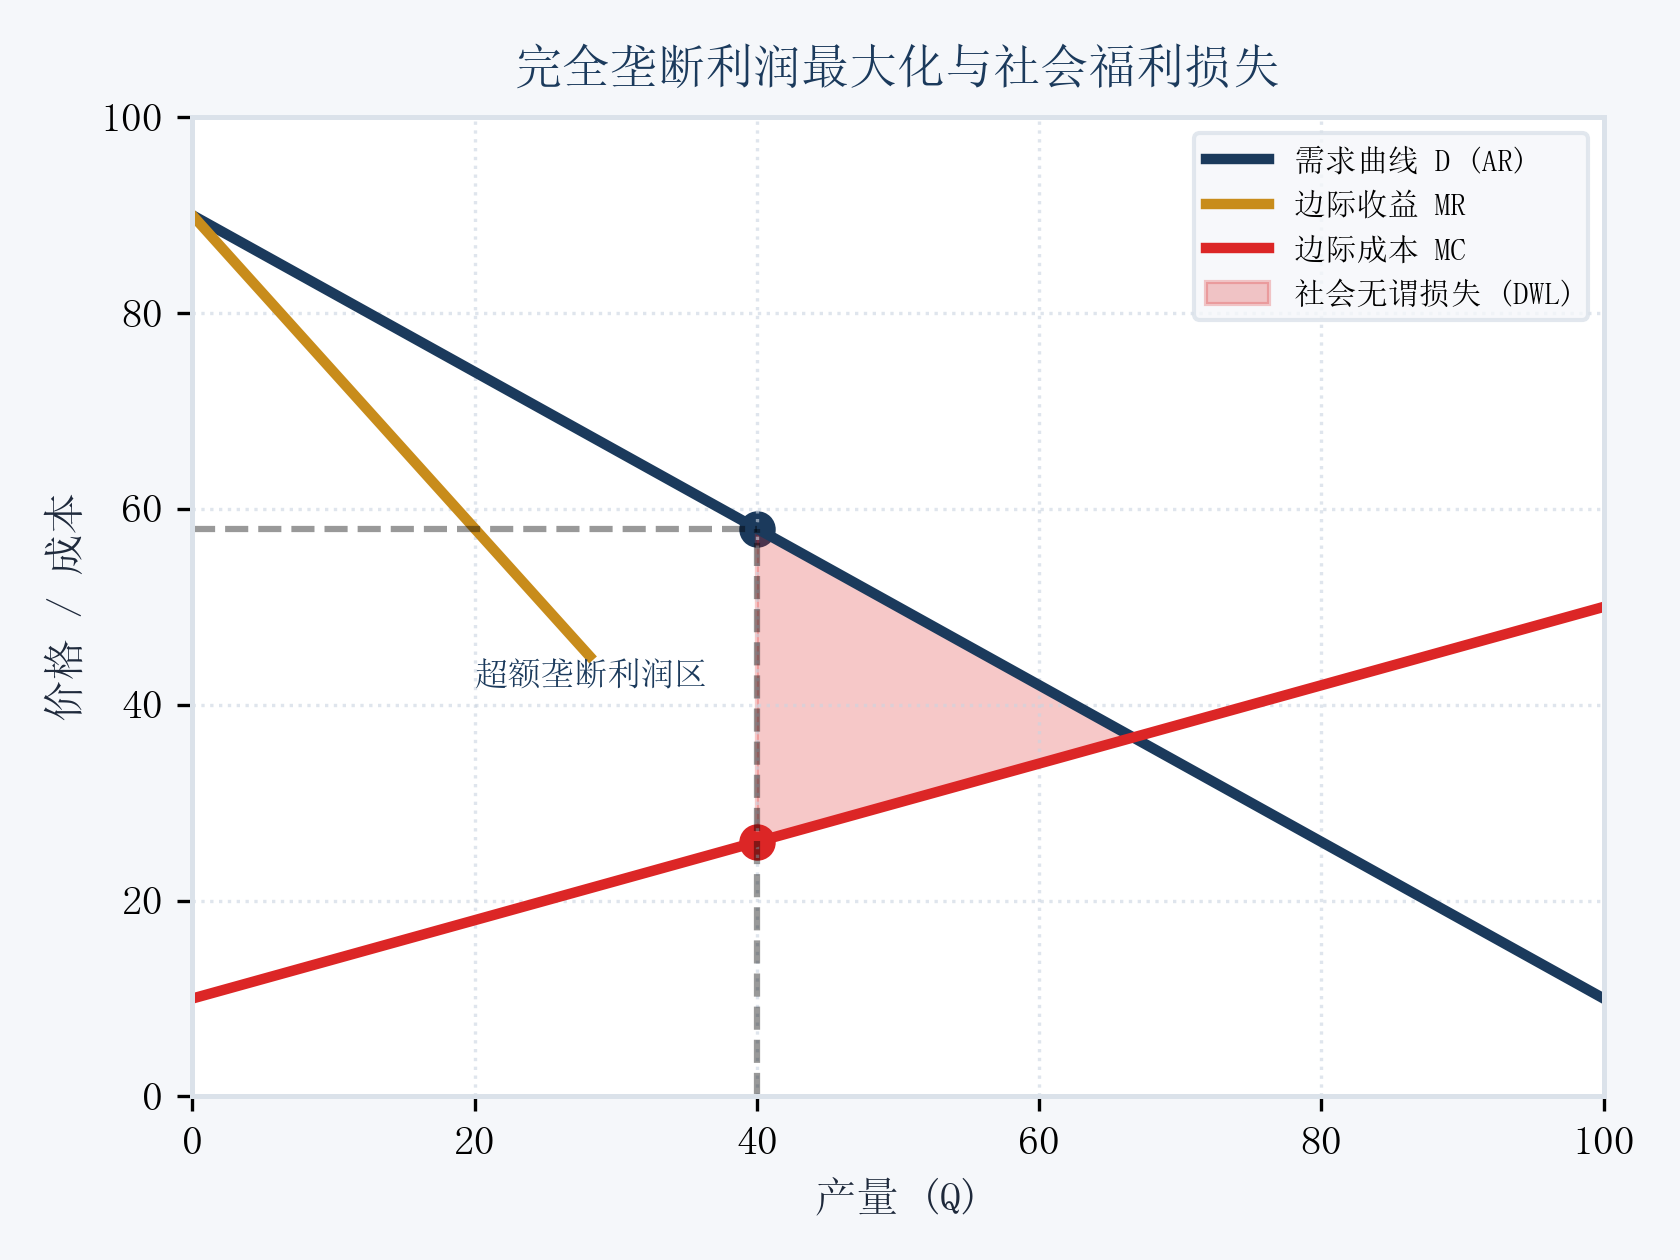 完全垄断利润最大化与社会福利损失
100
80
60
40
20
0
价格 / 成本
需求曲线 D (AR)
边际收益 MR
边际成本 MC
社会无谓损失 (DWL)
超额垄断利润区
0 20 40 60 80 100
产量 (Q)